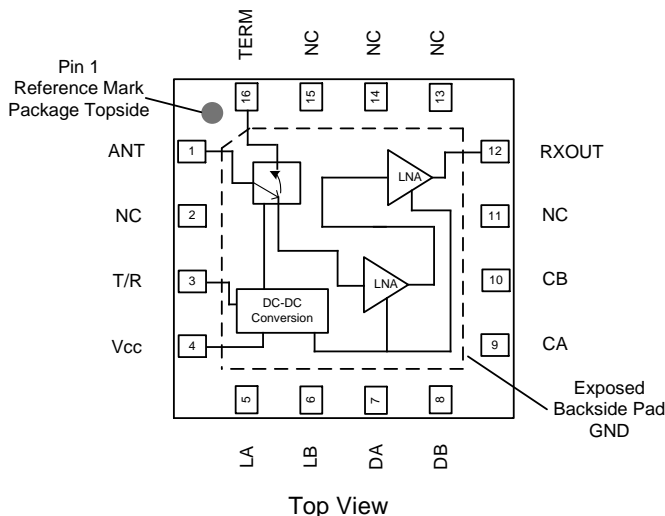 TERM
NC
NC
NC
Pin 1
Reference Mark
Package Topside
16
15
14
13
ANT
1
12
RXOUT
LNA
NC
2
11
NC
T/R
3
10
CB
LNA
DC-DC
Conversion
Vcc
4
9
CA
5
6
7
8
Exposed
Backside Pad
GND
LA
LB
DA
DB
Top View